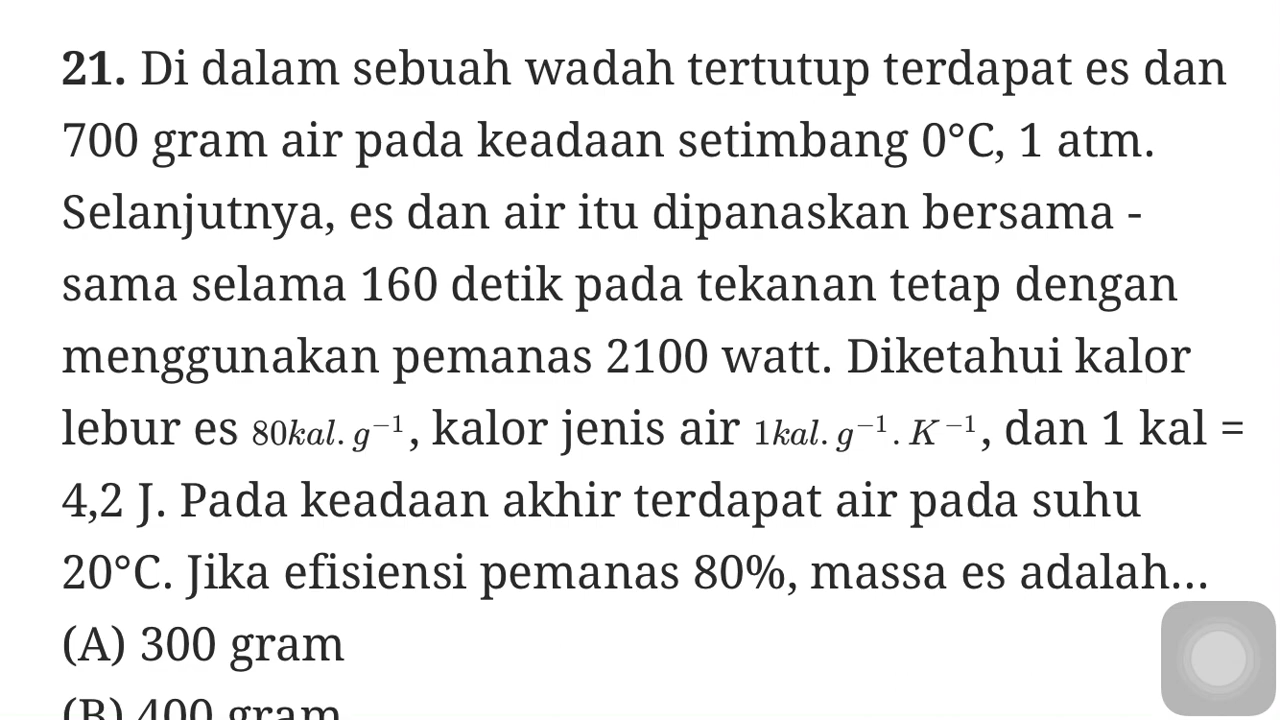 21. Di dalam sebuah wadah tertutup terdapat es dan
700 gram air pada keadaan setimbang 0°C, 1 atm.
Selanjutnya, es dan air itu dipanaskan bersama -
sama selama 160 detik pada tekanan tetap dengan
menggunakan pemanas 2100 watt. Diketahui kalor
lebur es 80kal. g⁻¹, kalor jenis air 1kal. g⁻¹. K⁻¹, dan 1 kal =
4,2 J. Pada keadaan akhir terdapat air pada suhu
20°C. Jika efisiensi pemanas 80%, massa es adalah...
(A) 300 gram
(B) 400 gram